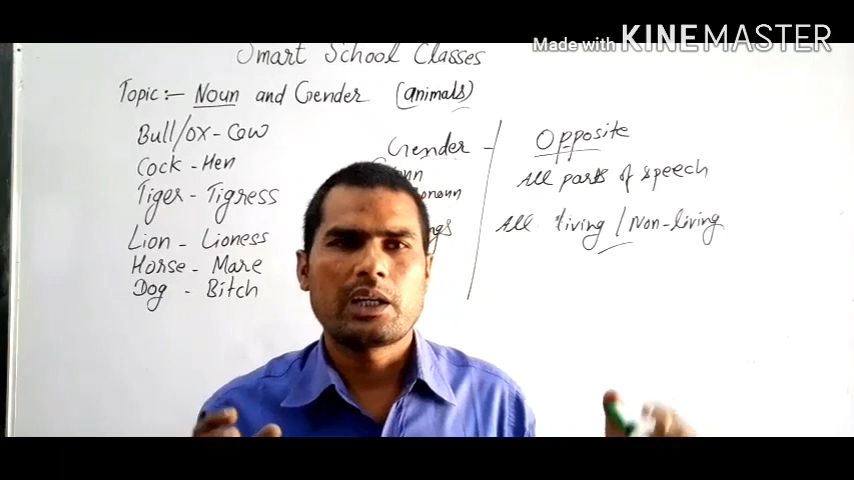 Made with KINEMASTER
Smart School Classes
Topic:- Noun and Gender (animals)
Bull/ox - Cow
Cock - Hen
Tiger - Tigress
Lion - Lioness
Horse - Mare
Dog - Bitch
Gender -
Opposite
All parts of speech
All living / Non-living